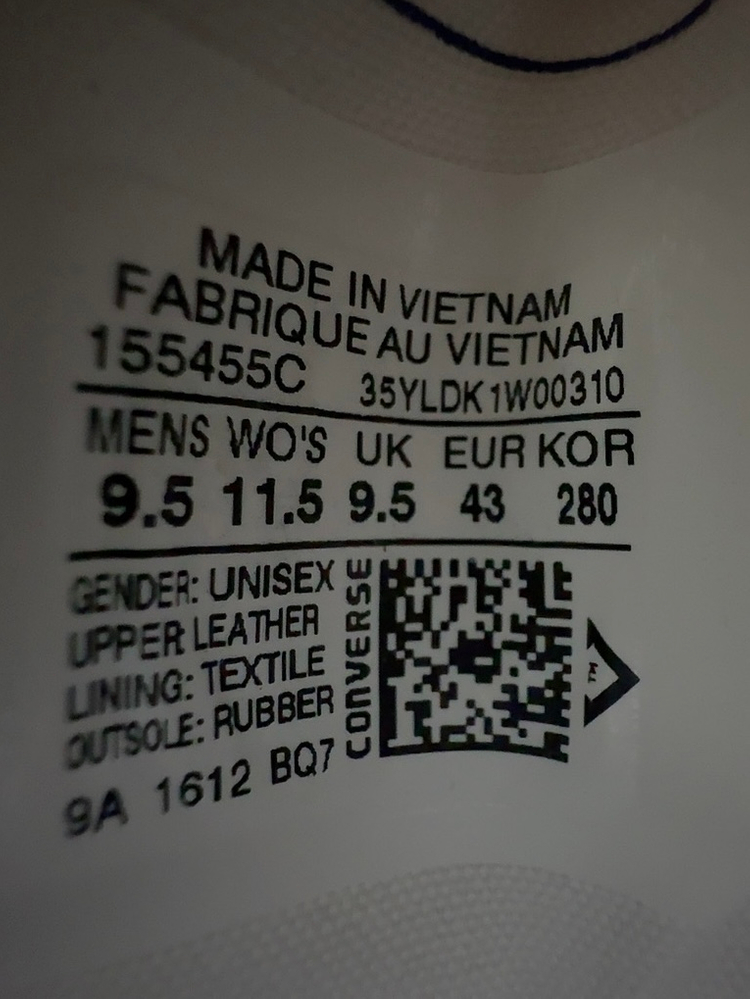 MADE IN VIETNAM
FABRIQUE AU VIETNAM
155455C 35YLDK1W00310
MENS WO'S UK EUR KOR
9.5 11.5 9.5 43 280
GENDER: UNISEX
UPPER LEATHER
LINING: TEXTILE
OUTSOLE: RUBBER
9A 1612 BQ7
CONVERSE